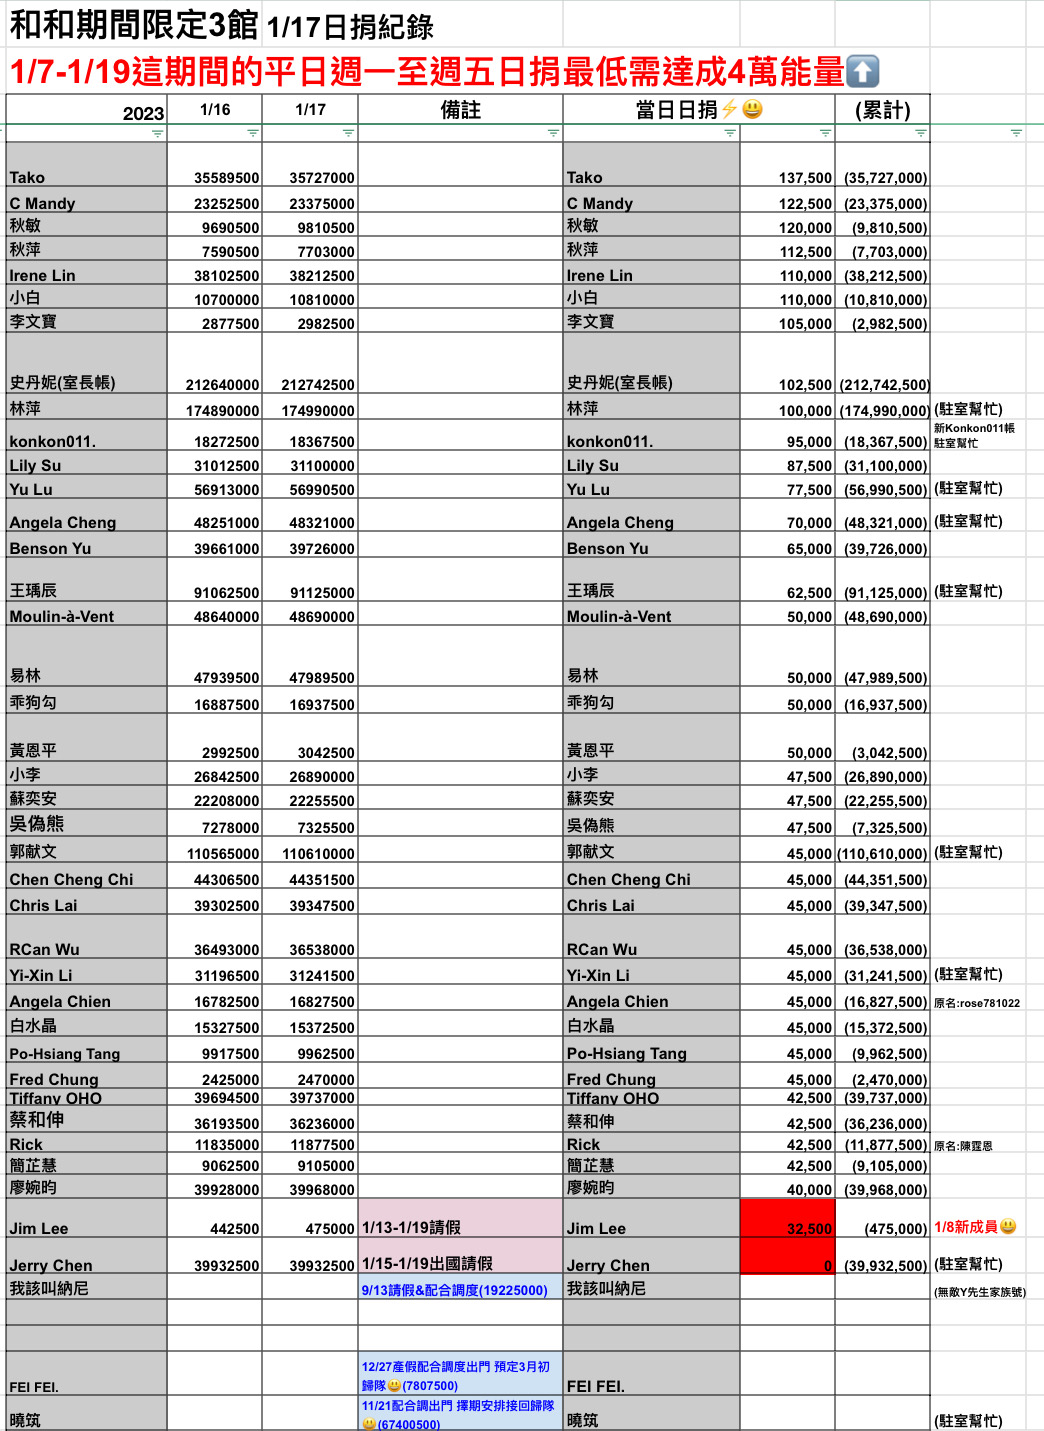 和和期間限定3館 1/17日捐紀錄
1/7-1/19這期間的平日週一至週五日捐最低需達成4萬能量⬆️
2023 1/16 1/17 備註 當日日捐⚡😃 (累計)
Tako 35589500 35727000 Tako 137,500 (35,727,000)
C Mandy 23252500 23375000 C Mandy 122,500 (23,375,000)
秋敏 9690500 9810500 秋敏 120,000 (9,810,500)
秋萍 7590500 7703000 秋萍 112,500 (7,703,000)
Irene Lin 38102500 38212500 Irene Lin 110,000 (38,212,500)
小白 10700000 10810000 小白 110,000 (10,810,000)
李文寶 2877500 2982500 李文寶 105,000 (2,982,500)
史丹妮(室長帳) 212640000 212742500 史丹妮(室長帳) 102,500 (212,742,500)
林萍 174890000 174990000 林萍 100,000 (174,990,000) (駐室幫忙)
新Konkon011帳
konkon011. 18272500 18367500 konkon011. 95,000 (18,367,500) 駐室幫忙
Lily Su 31012500 31100000 Lily Su 87,500 (31,100,000)
Yu Lu 56913000 56990500 Yu Lu 77,500 (56,990,500) (駐室幫忙)
Angela Cheng 48251000 48321000 Angela Cheng 70,000 (48,321,000) (駐室幫忙)
Benson Yu 39661000 39726000 Benson Yu 65,000 (39,726,000)
王瑀辰 91062500 91125000 王瑀辰 62,500 (91,125,000) (駐室幫忙)
Moulin-à-Vent 48640000 48690000 Moulin-à-Vent 50,000 (48,690,000)
易林 47939500 47989500 易林 50,000 (47,989,500)
乖狗勾 16887500 16937500 乖狗勾 50,000 (16,937,500)
黃恩平 2992500 3042500 黃恩平 50,000 (3,042,500)
小李 26842500 26890000 小李 47,500 (26,890,000)
蘇奕安 22208000 22255500 蘇奕安 47,500 (22,255,500)
吳偽熊 7278000 7325500 吳偽熊 47,500 (7,325,500)
郭献文 110565000 110610000 郭献文 45,000 (110,610,000) (駐室幫忙)
Chen Cheng Chi 44306500 44351500 Chen Cheng Chi 45,000 (44,351,500)
Chris Lai 39302500 39347500 Chris Lai 45,000 (39,347,500)
RCan Wu 36493000 36538000 RCan Wu 45,000 (36,538,000)
Yi-Xin Li 31196500 31241500 Yi-Xin Li 45,000 (31,241,500) (駐室幫忙)
Angela Chien 16782500 16827500 Angela Chien 45,000 (16,827,500) 原名:rose781022
白水晶 15327500 15372500 白水晶 45,000 (15,372,500)
Po-Hsiang Tang 9917500 9962500 Po-Hsiang Tang 45,000 (9,962,500)
Fred Chung 2425000 2470000 Fred Chung 45,000 (2,470,000)
Tiffany OHO 39694500 39737000 Tiffany OHO 42,500 (39,737,000)
蔡和伸 36193500 36236000 蔡和伸 42,500 (36,236,000)
Rick 11835000 11877500 Rick 42,500 (11,877,500) 原名:陳霆恩
簡芷慧 9062500 9105000 簡芷慧 42,500 (9,105,000)
廖婉昀 39928000 39968000 廖婉昀 40,000 (39,968,000)
Jim Lee 442500 475000 1/13-1/19請假 Jim Lee 32,500 (475,000) 1/8新成員😃
Jerry Chen 39932500 39932500 1/15-1/19出國請假 Jerry Chen 0 (39,932,500) (駐室幫忙)
我該叫納尼 9/13請假&配合調度(19225000) 我該叫納尼 (無敵Y先生家族號)
12/27產假配合調度出門 預定3月初
FEI FEI. 歸隊😃(7807500) FEI FEI.
11/21配合調出門 擇期安排接回歸隊
曉筑 😃(67400500) 曉筑 (駐室幫忙)